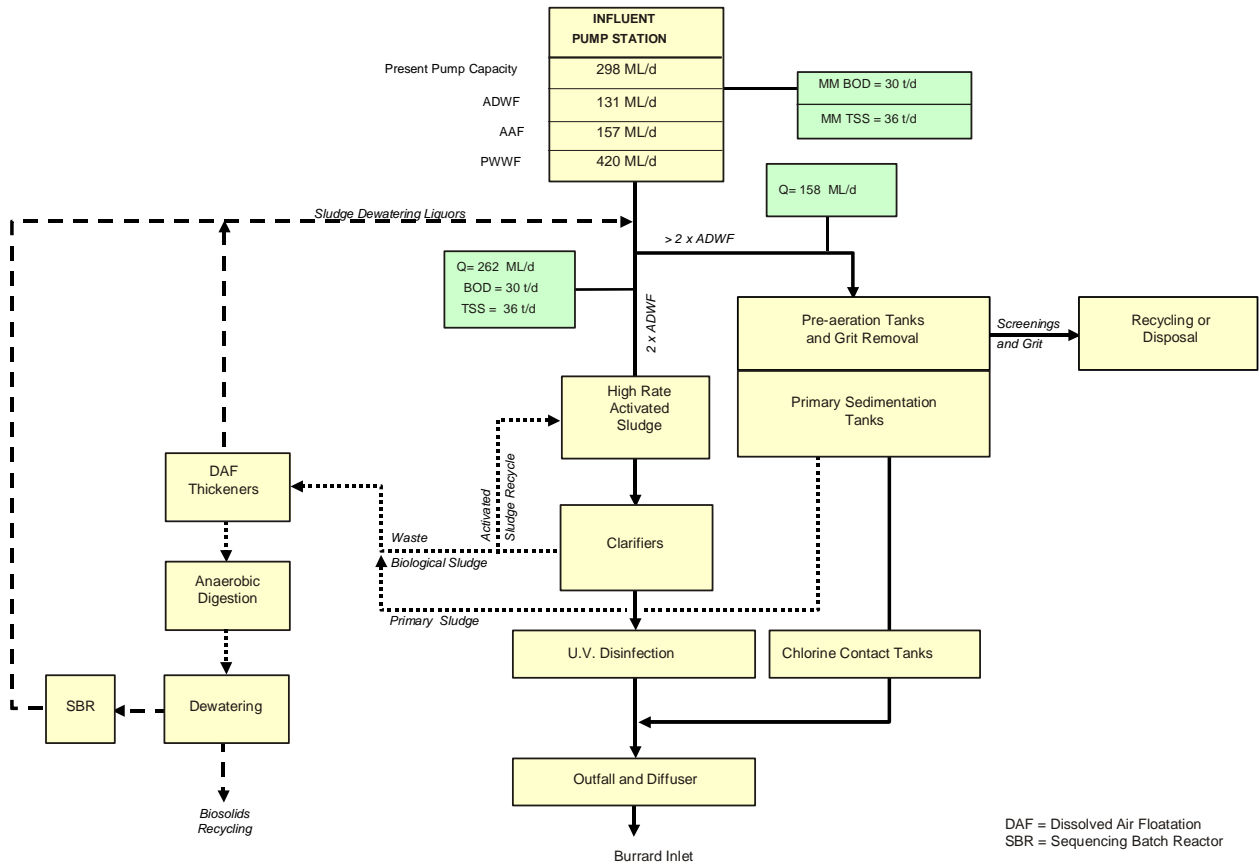 INFLUENT
PUMP STATION
Present Pump Capacity
298 ML/d
ADWF
131 ML/d
AAF
157 ML/d
PWWF
420 ML/d
MM BOD = 30 t/d
MM TSS = 36 t/d
Q= 158 ML/d
Sludge Dewatering Liquors
> 2 x ADWF
Q= 262 ML/d
BOD = 30 t/d
TSS = 36 t/d
2 x ADWF
Pre-aeration Tanks
and Grit Removal
Screenings
and Grit
Recycling or
Disposal
High Rate
Activated
Sludge
Primary Sedimentation
Tanks
DAF
Thickeners
Activated
Sludge Recycle
Waste
Biological Sludge
Clarifiers
Anaerobic
Digestion
Primary Sludge
U.V. Disinfection
Chlorine Contact Tanks
SBR
Dewatering
Outfall and Diffuser
Biosolids
Recycling
Burrard Inlet
DAF = Dissolved Air Floatation
SBR = Sequencing Batch Reactor